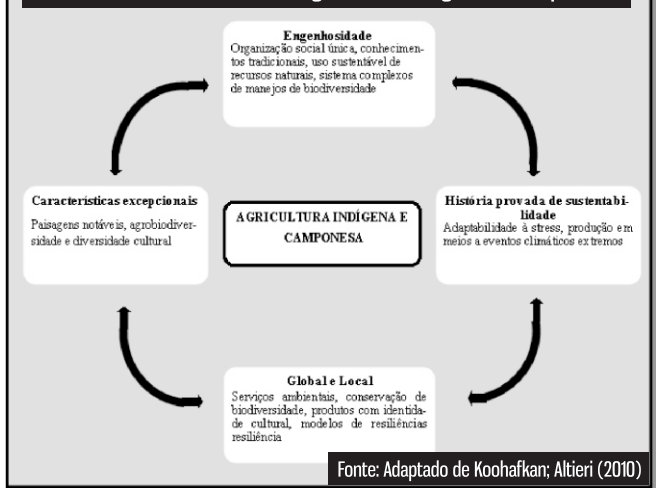 Engenhosidade
Organização social única, conhecimen-
tos tradicionais, uso sustentável de
recursos naturais, sistema complexos
de manejos de biodiversidade
Características excepcionais
Paisagens notáveis, agrobiodiver-
sidade e diversidade cultural
AGRICULTURA INDÍGENA E
CAMPONESA
História provada de sustentabi-
lidade
Adaptabilidade à stress, produção em
meios a eventos climáticos extremos
Global e Local
Serviços ambientais, conservação de
biodiversidade, produtos com identida-
de cultural, modelos de resiliências
resiliência
Fonte: Adaptado de Koohafkan; Altieri (2010)